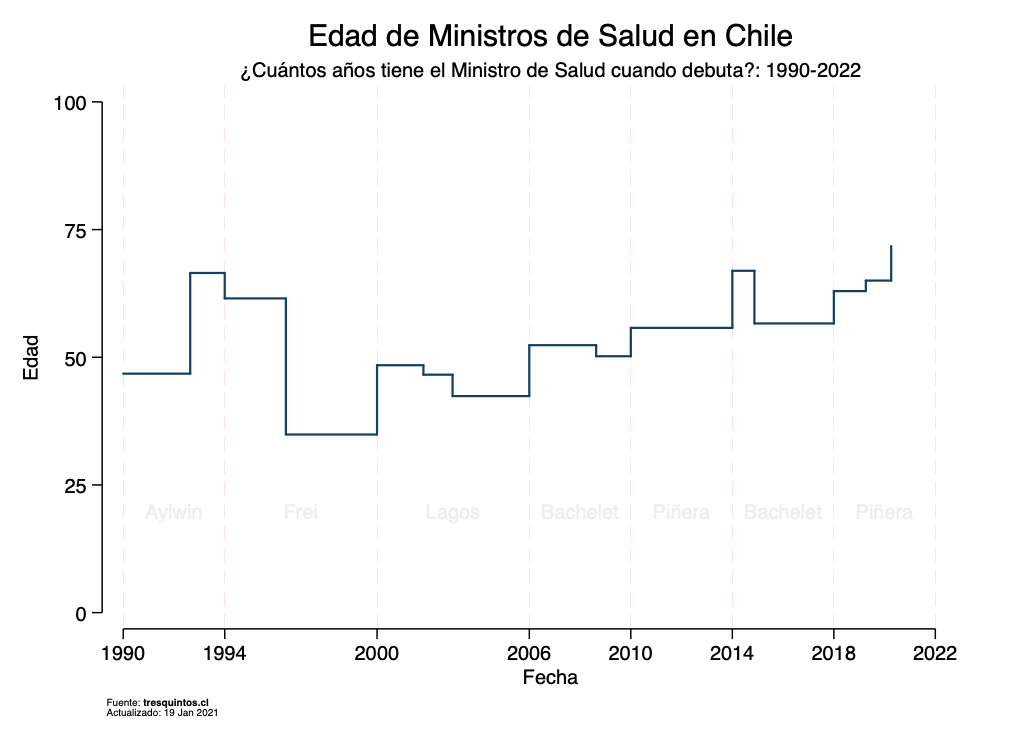 Edad de Ministros de Salud en Chile
¿Cuántos años tiene el Ministro de Salud cuando debuta?: 1990-2022
100
75
50
25
0
Edad
Aylwin Frei Lagos Bachelet Piñera Bachelet Piñera
1990 1994 2000 2006 2010 2014 2018 2022
Fecha
Fuente: tresquintos.cl
Actualizado: 19 Jan 2021